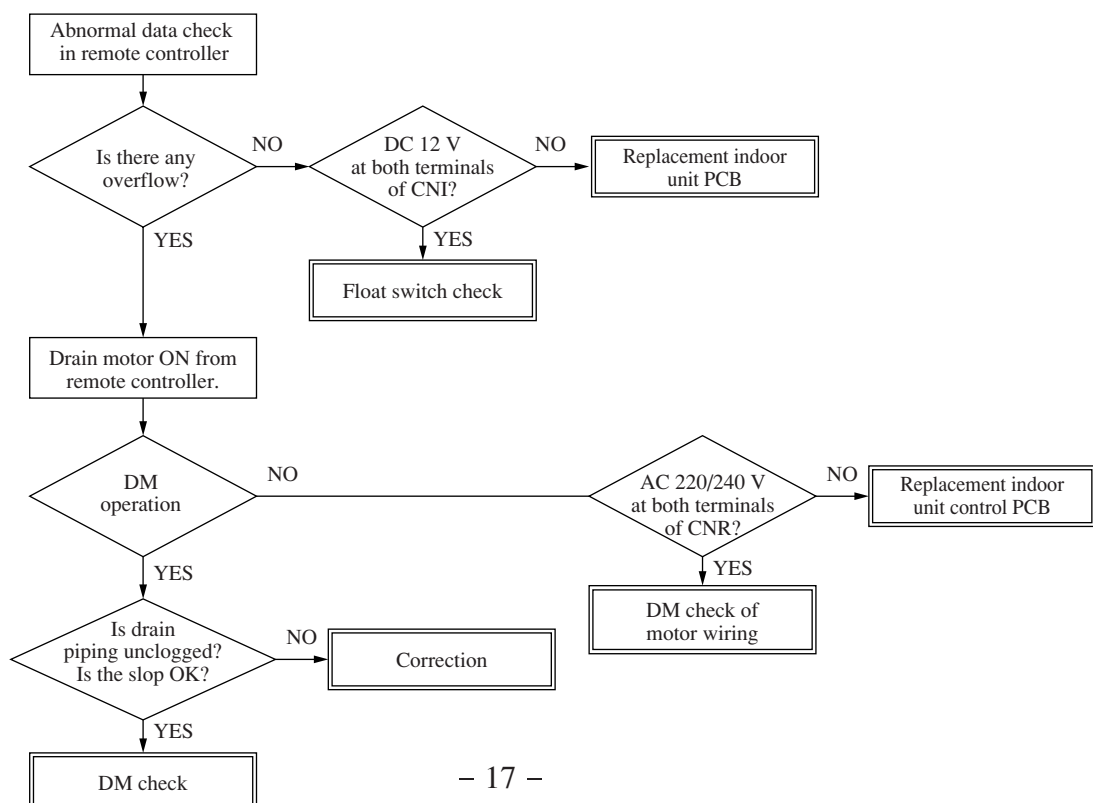 Abnormal data check
in remote controller
Is there any
overflow?
NO
DC 12 V
at both terminals
of CNI?
NO
Replacement indoor
unit PCB
YES
YES
Float switch check
Drain motor ON from
remote controller.
DM
operation
NO
AC 220/240 V
at both terminals
of CNR?
NO
Replacement indoor
unit control PCB
YES
YES
DM check of
motor wiring
Is drain
piping unclogged?
Is the slop OK?
NO
Correction
YES
DM check
– 17 –